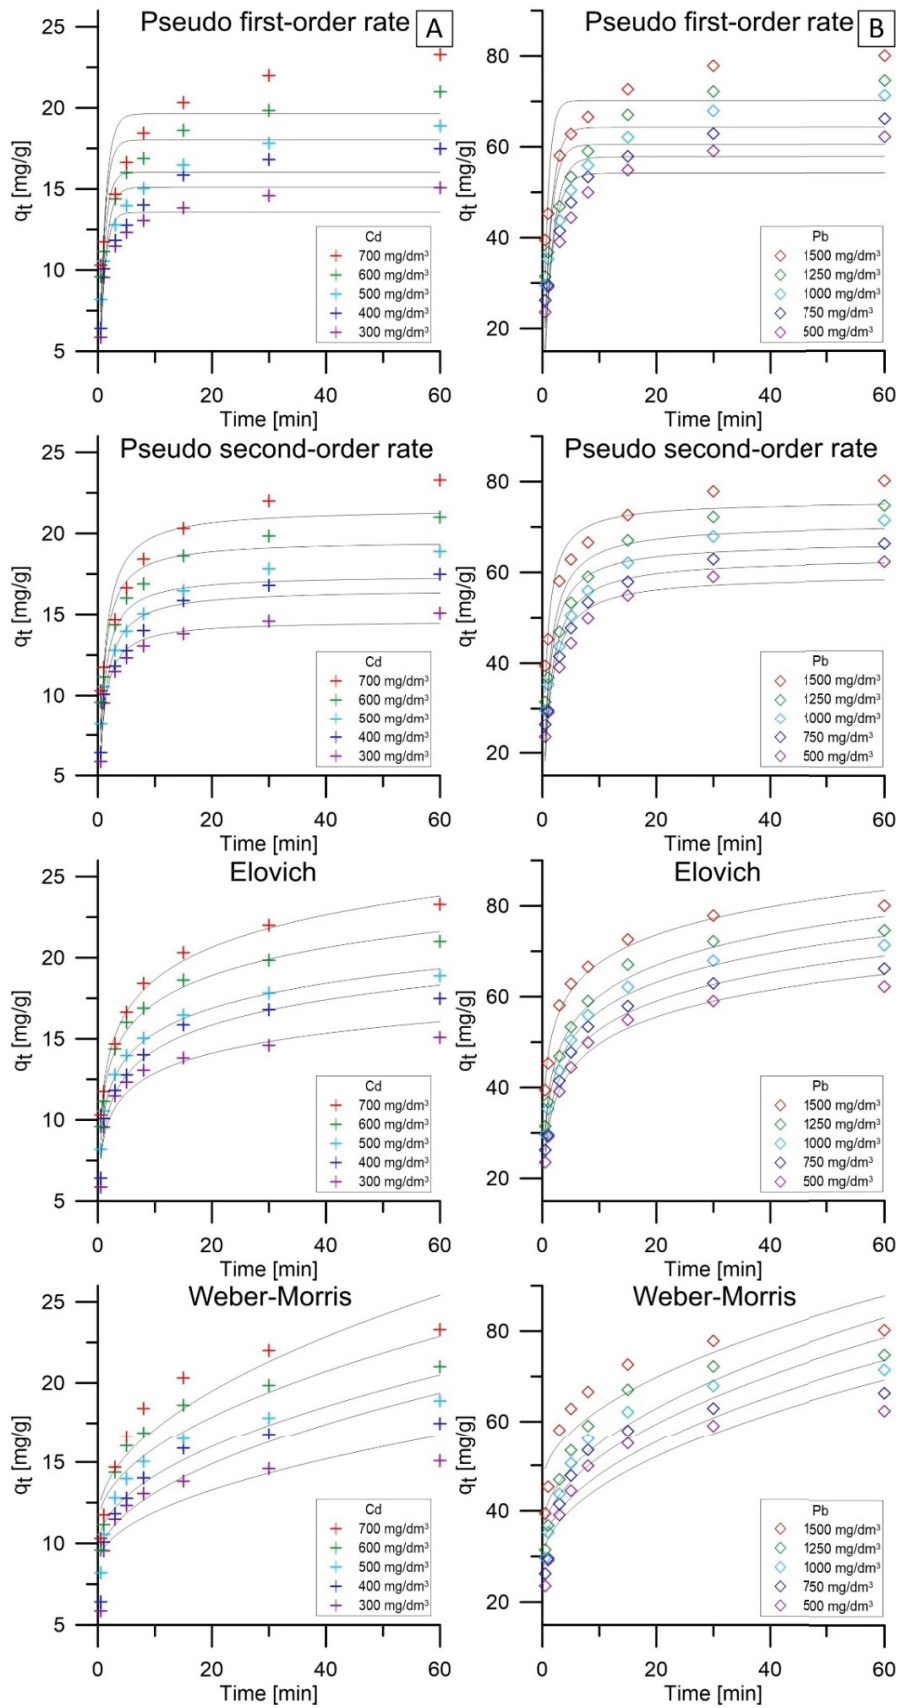 Pseudo first-order rate A
25
20
15
10
5
qt [mg/g]
Cd
700 mg/dm³
600 mg/dm³
500 mg/dm³
400 mg/dm³
300 mg/dm³
0 20 40 60
Time [min]
Pseudo first-order rate B
80
60
40
20
qt [mg/g]
Pb
1500 mg/dm³
1250 mg/dm³
1000 mg/dm³
750 mg/dm³
500 mg/dm³
0 20 40 60
Time [min]
Pseudo second-order rate
25
20
15
10
5
qt [mg/g]
Cd
700 mg/dm³
600 mg/dm³
500 mg/dm³
400 mg/dm³
300 mg/dm³
0 20 40 60
Time [min]
Pseudo second-order rate
80
60
40
20
qt [mg/g]
Pb
1500 mg/dm³
1250 mg/dm³
1000 mg/dm³
750 mg/dm³
500 mg/dm³
0 20 40 60
Time [min]
Elovich
25
20
15
10
5
qt [mg/g]
Cd
700 mg/dm³
600 mg/dm³
500 mg/dm³
400 mg/dm³
300 mg/dm³
0 20 40 60
Time [min]
Elovich
80
60
40
20
qt [mg/g]
Pb
1500 mg/dm³
1250 mg/dm³
1000 mg/dm³
750 mg/dm³
500 mg/dm³
0 20 40 60
Time [min]
Weber-Morris
25
20
15
10
5
qt [mg/g]
Cd
700 mg/dm³
600 mg/dm³
500 mg/dm³
400 mg/dm³
300 mg/dm³
0 20 40 60
Time [min]
Weber-Morris
80
60
40
20
qt [mg/g]
Pb
1500 mg/dm³
1250 mg/dm³
1000 mg/dm³
750 mg/dm³
500 mg/dm³
0 20 40 60
Time [min]